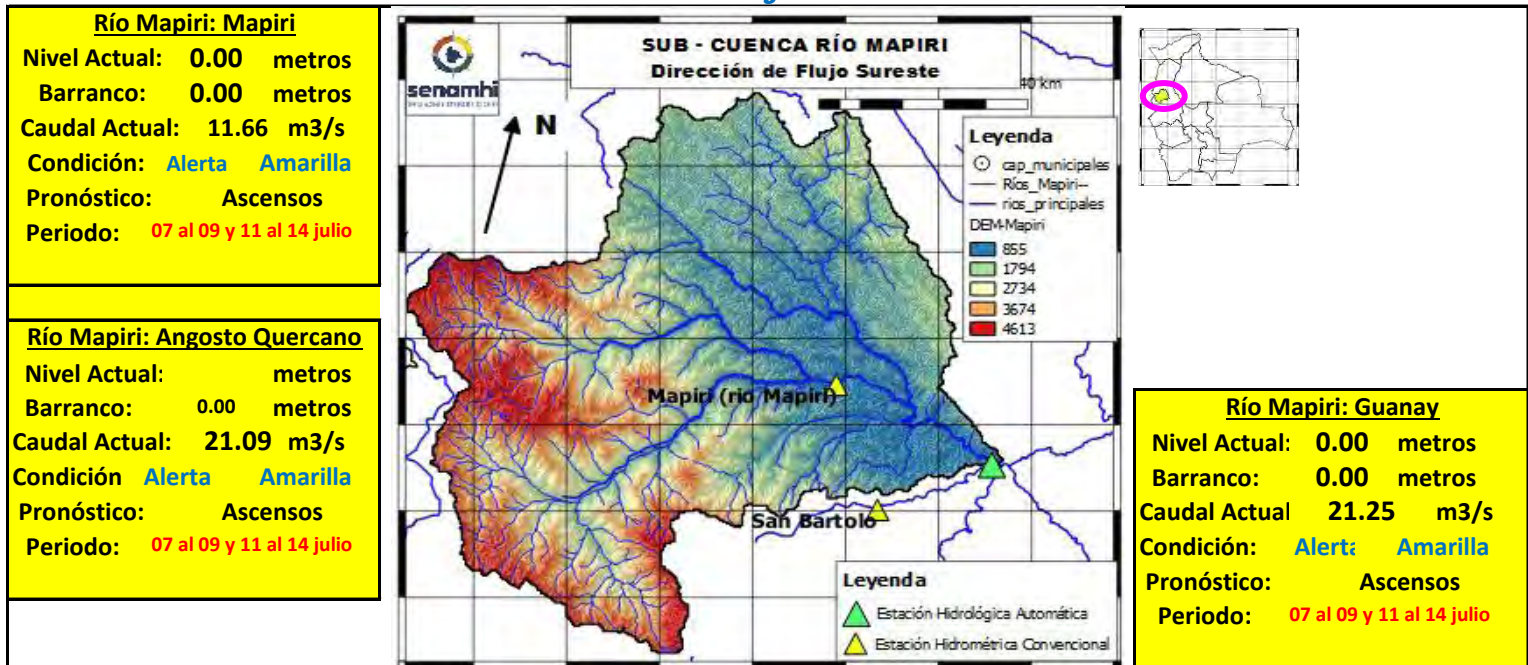 Río Mapiri: Mapiri
Nivel Actual: 0.00 metros
Barranco: 0.00 metros
Caudal Actual: 11.66 m3/s
Condición: Alerta Amarilla
Pronóstico: Ascensos
Periodo: 07 al 09 y 11 al 14 julio
Río Mapiri: Angosto Quercano
Nivel Actual: metros
Barranco: 0.00 metros
Caudal Actual: 21.09 m3/s
Condición Alerta Amarilla
Pronóstico: Ascensos
Periodo: 07 al 09 y 11 al 14 julio
senamhi
SUB - CUENCA RÍO MAPIRI
Dirección de Flujo Sureste
40 km
N
Leyenda
cap_municipales
Ríos_Mapiri--
rios_principales
DEM-Mapiri
855
1794
2734
3674
4613
Mapiri (rio Mapiri)
San Bartolo
Leyenda
Estación Hidrológica Automática
Estación Hidrométrica Convencional
Río Mapiri: Guanay
Nivel Actual: 0.00 metros
Barranco: 0.00 metros
Caudal Actual 21.25 m3/s
Condición: Alerta Amarilla
Pronóstico: Ascensos
Periodo: 07 al 09 y 11 al 14 julio